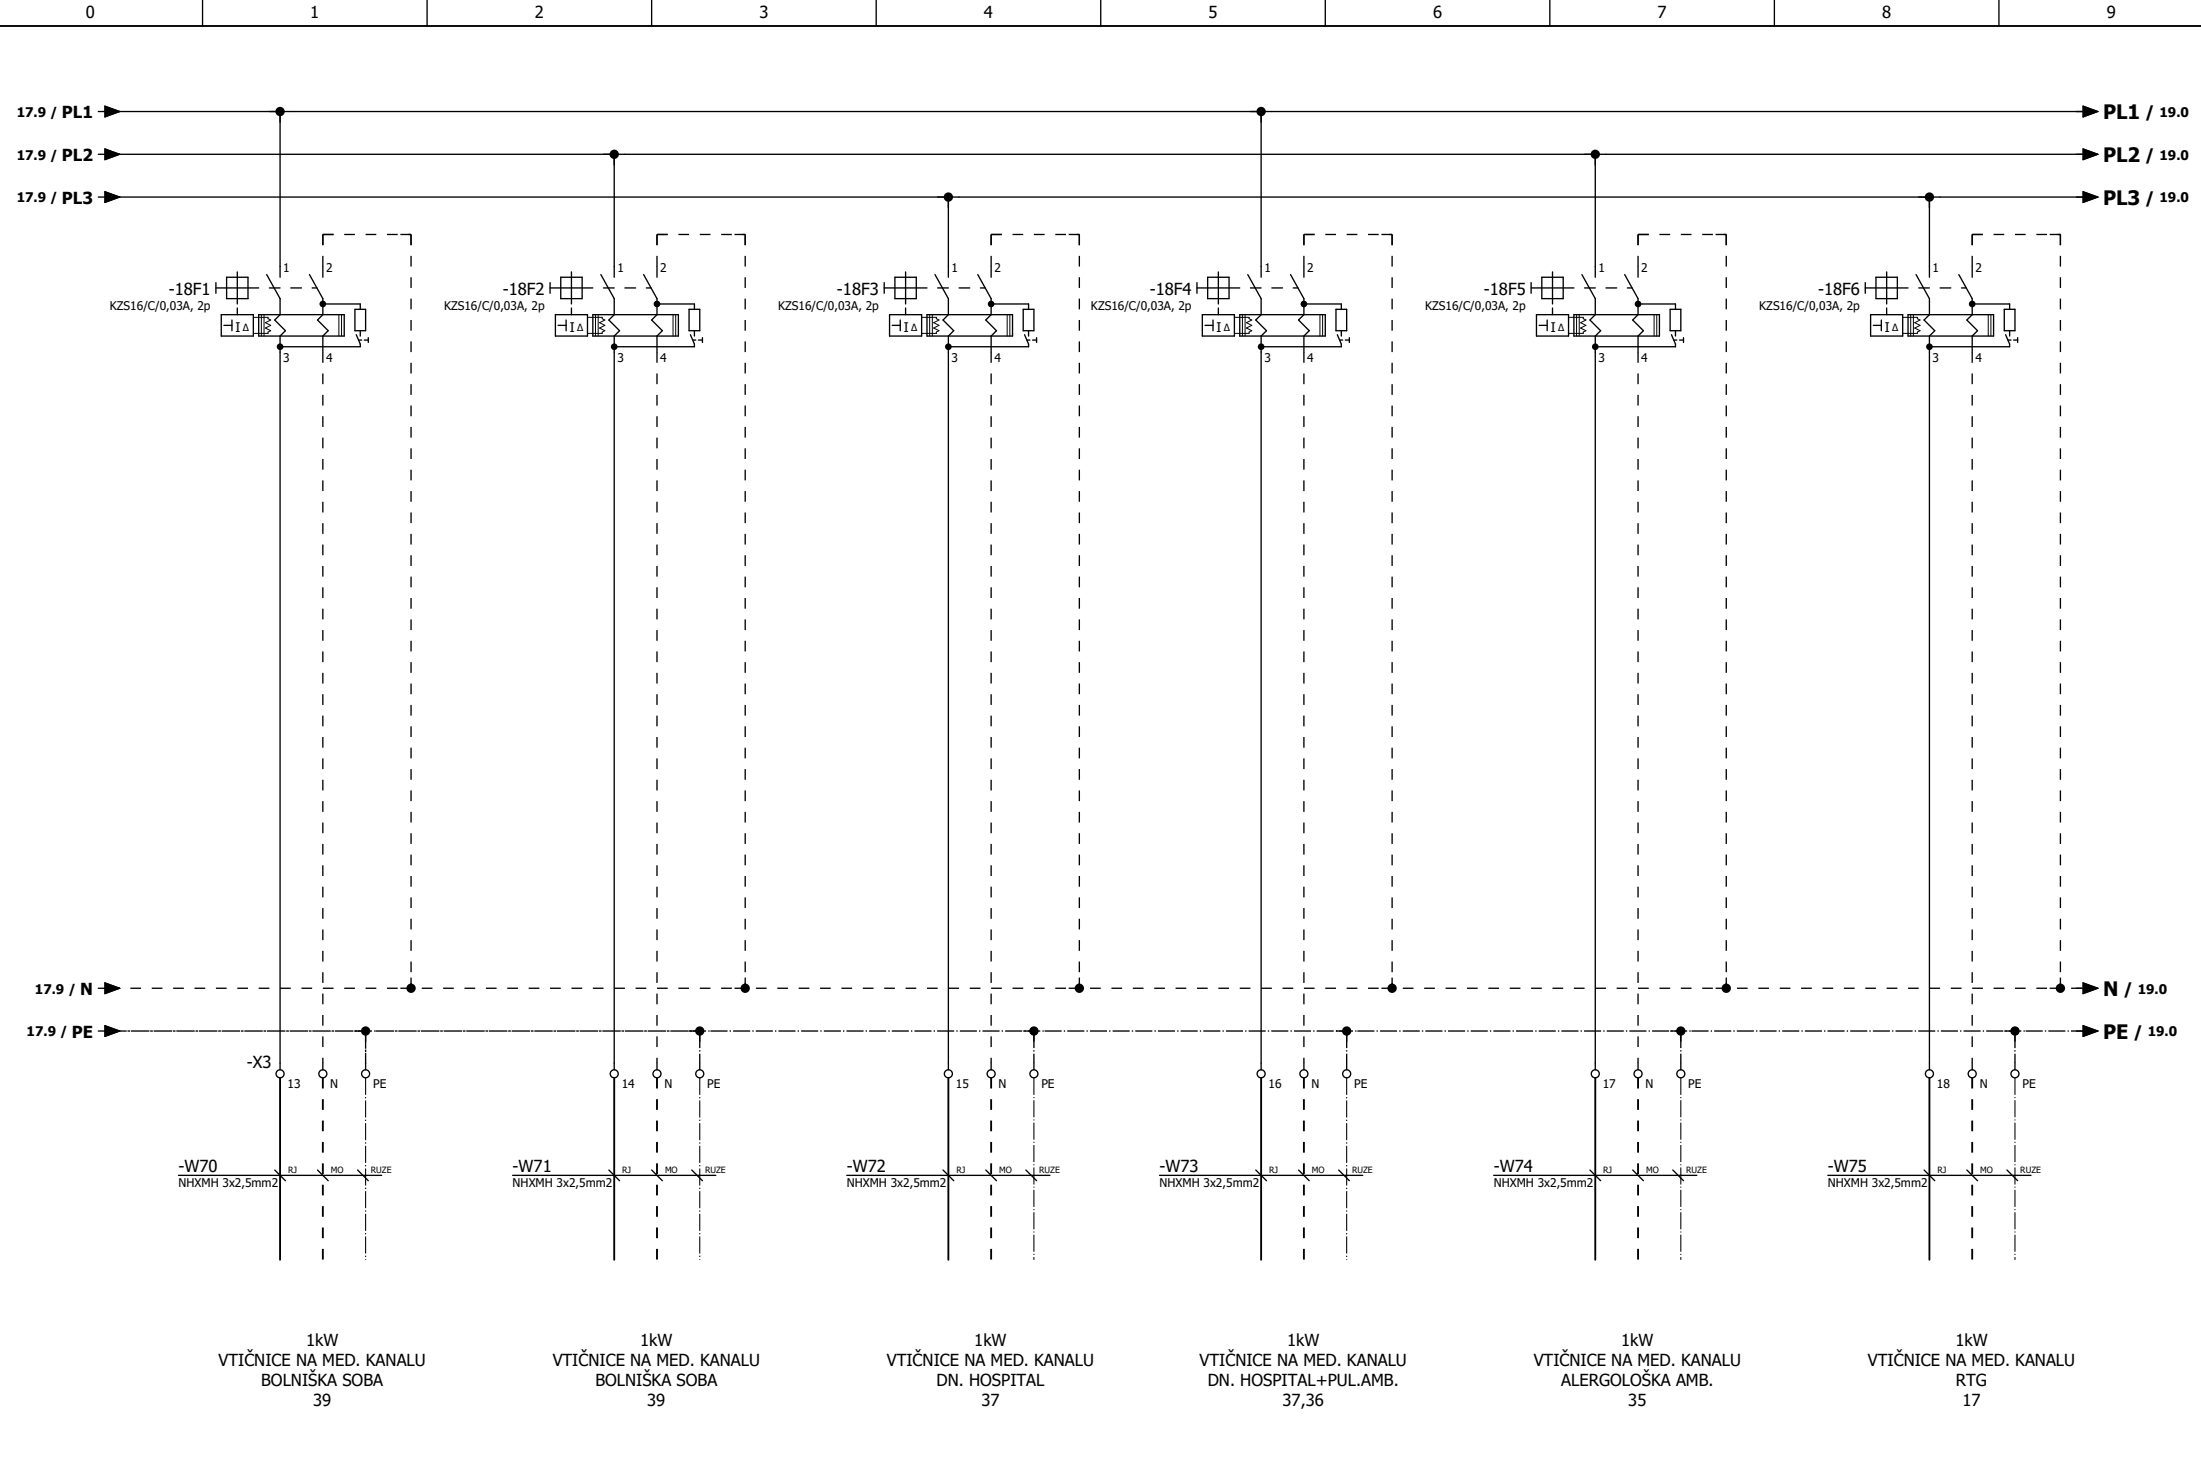 0 1 2 3 4 5 6 7 8 9
17.9 / PL1 PL1 / 19.0
17.9 / PL2 PL2 / 19.0
17.9 / PL3 PL3 / 19.0
1 2 1 2 1 2 1 2 1 2 1 2
-18F1 -18F2 -18F3 -18F4 -18F5 -18F6
KZS16/C/0,03A, 2p KZS16/C/0,03A, 2p KZS16/C/0,03A, 2p KZS16/C/0,03A, 2p KZS16/C/0,03A, 2p KZS16/C/0,03A, 2p
I Δ I Δ I Δ I Δ I Δ I Δ
3 4 3 4 3 4 3 4 3 4 3 4
17.9 / N N / 19.0
17.9 / PE PE / 19.0
-X3
13 N PE 14 N PE 15 N PE 16 N PE 17 N PE 18 N PE
-W70 RJ MO RUZE -W71 RJ MO RUZE -W72 RJ MO RUZE -W73 RJ MO RUZE -W74 RJ MO RUZE -W75 RJ MO RUZE
NHXMH 3x2,5mm2 NHXMH 3x2,5mm2 NHXMH 3x2,5mm2 NHXMH 3x2,5mm2 NHXMH 3x2,5mm2 NHXMH 3x2,5mm2
1kW
VTIČNICE NA MED. KANALU
BOLNIŠKA SOBA
39
1kW
VTIČNICE NA MED. KANALU
BOLNIŠKA SOBA
39
1kW
VTIČNICE NA MED. KANALU
DN. HOSPITAL
37
1kW
VTIČNICE NA MED. KANALU
DN. HOSPITAL+PUL.AMB.
37,36
1kW
VTIČNICE NA MED. KANALU
ALERGOLOŠKA AMB.
35
1kW
VTIČNICE NA MED. KANALU
RTG
17